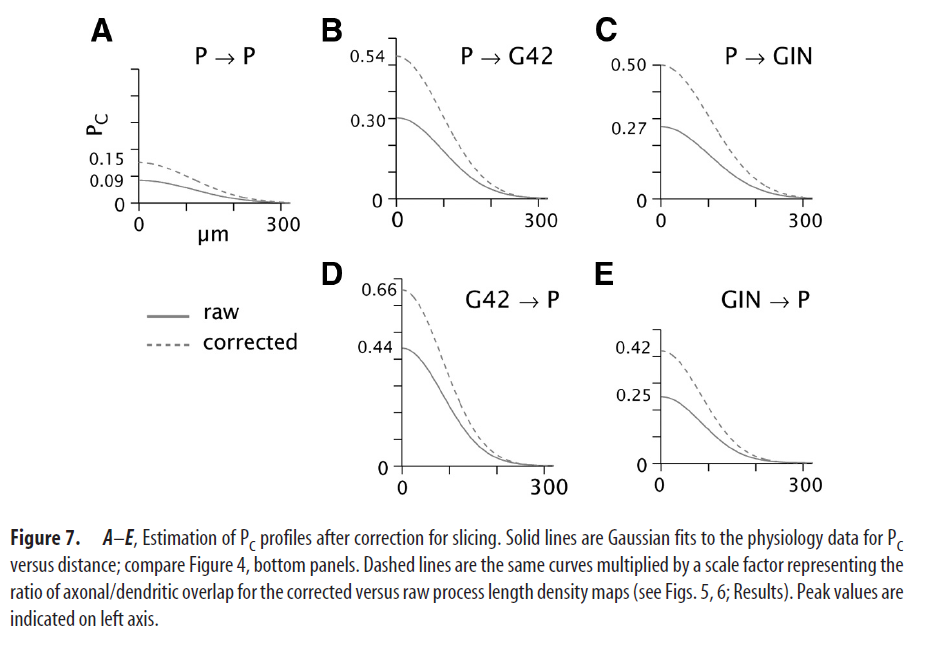 A
P → P
P_C
0.15
0.09
0
0
300
μm
B
P → G42
0.54
0.30
0
0
300
C
P → GIN
0.50
0.27
0
0
300
raw
corrected
D
G42 → P
0.66
0.44
0
0
300
E
GIN → P
0.42
0.25
0
0
300
Figure 7. A–E, Estimation of P_C profiles after correction for slicing. Solid lines are Gaussian fits to the physiology data for P_C
versus distance; compare Figure 4, bottom panels. Dashed lines are the same curves multiplied by a scale factor representing the
ratio of axonal/dendritic overlap for the corrected versus raw process length density maps (see Figs. 5, 6; Results). Peak values are
indicated on left axis.